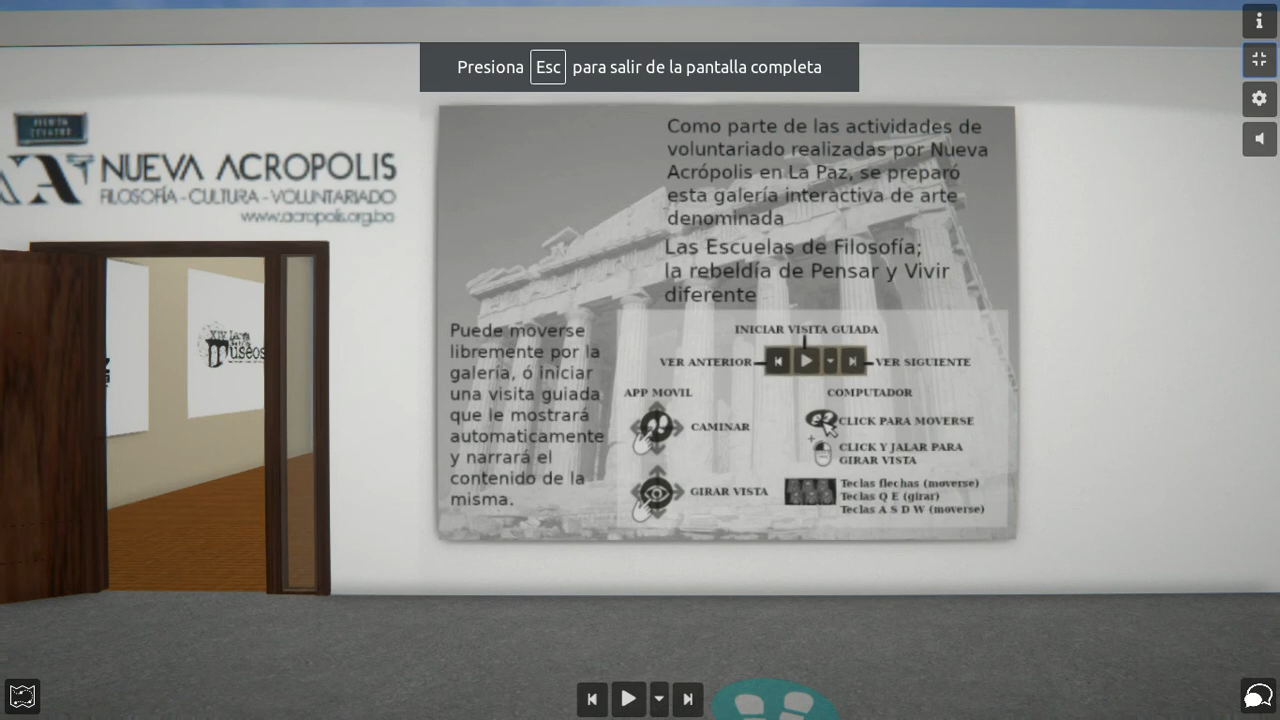 Presiona Esc para salir de la pantalla completa
NUEVA ACROPOLIS
FILOSOFÍA - CULTURA - VOLUNTARIADO
www.acropolis.org.bo
Como parte de las actividades de
voluntariado realizadas por Nueva
Acrópolis en La Paz, se preparó
esta galería interactiva de arte
denominada
Las Escuelas de Filosofía;
la rebeldía de Pensar y Vivir
diferente
Puede moverse
libremente por la
galería, ó iniciar
una visita guiada
que le mostrará
automaticamente
y narrará el
contenido de la
misma.
INICIAR VISITA GUIADA
VER ANTERIOR
VER SIGUIENTE
APP MOVIL
CAMINAR
GIRAR VISTA
COMPUTADOR
CLICK PARA MOVERSE
CLICK Y JALAR PARA
GIRAR VISTA
Teclas flechas (moverse)
Teclas Q E (girar)
Teclas A S D W (moverse)
XIV Larga